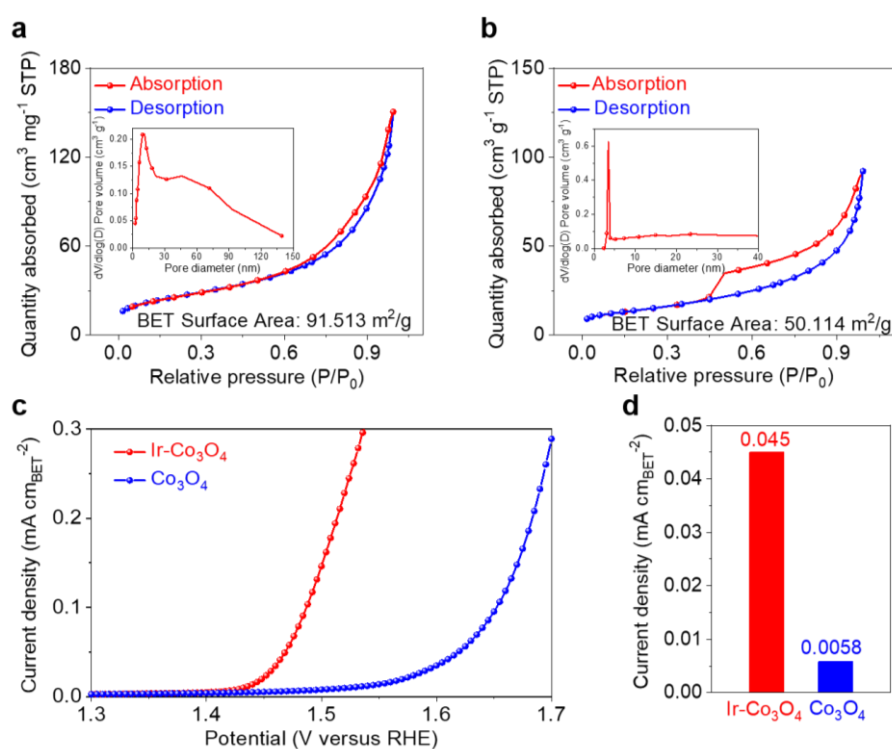 a
Quantity absorbed (cm³ mg⁻¹ STP)
180
120
60
0
Absorption
Desorption
dV/dlog(D) Pore volume (cm³ g⁻¹)
0.20
0.15
0.10
0.05
0.00
0 30 60 90 120 150
Pore diameter (nm)
BET Surface Area: 91.513 m²/g
0.0 0.3 0.6 0.9
Relative pressure (P/P₀)
b
Quantity absorbed (cm³ g⁻¹ STP)
150
100
50
0
Absorption
Desorption
dV/dlog(D) Pore volume (cm³ g⁻¹)
0.6
0.4
0.2
0.0
0 10 20 30 40
Pore diameter (nm)
BET Surface Area: 50.114 m²/g
0.0 0.3 0.6 0.9
Relative pressure (P/P₀)
c
Current density (mA cm_BET⁻²)
0.3
0.2
0.1
0.0
Ir-Co₃O₄
Co₃O₄
1.3 1.4 1.5 1.6 1.7
Potential (V versus RHE)
d
Current density (mA cm_BET⁻²)
0.05
0.04
0.03
0.02
0.01
0.00
0.045
0.0058
Ir-Co₃O₄ Co₃O₄